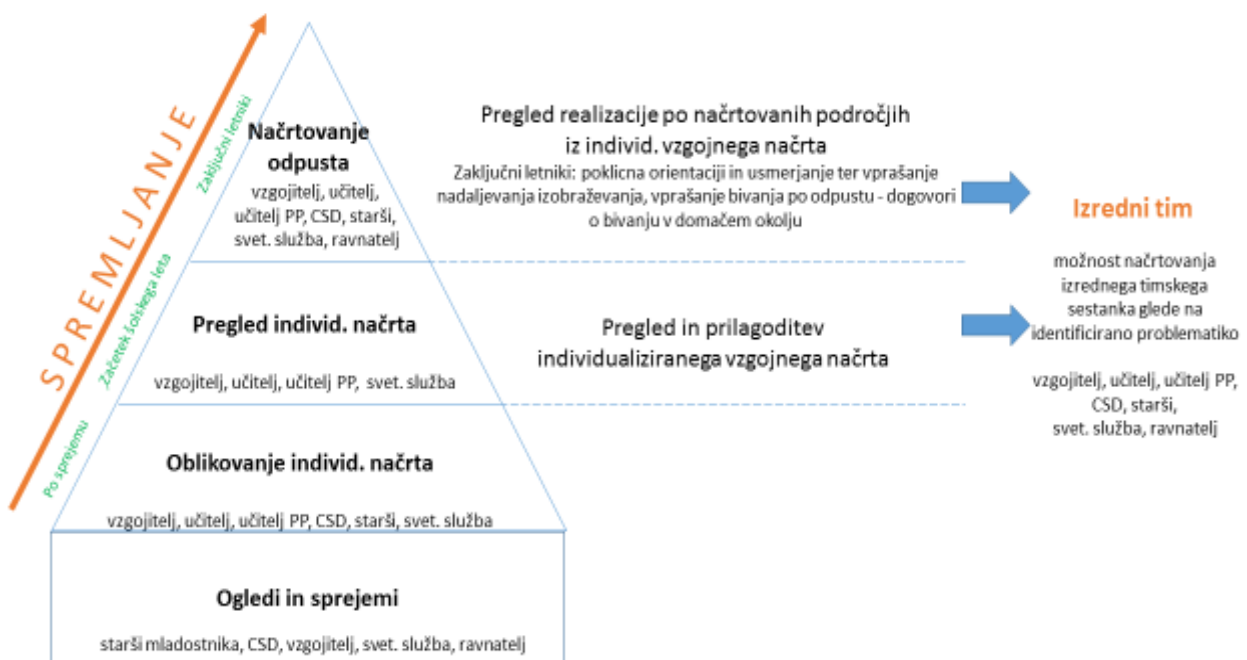 SPREMLJANJE
Zaključni letniki
Začetek šolskega leta
Po sprejemu
Načrtovanje
odpusta
vzgojitelj, učitelj,
učitelj PP, CSD, starši,
svet. služba, ravnatelj
Pregled realizacije po načrtovanih področjih
iz individ. vzgojnega načrta
Zaključni letniki: poklicna orientaciji in usmerjanje ter vprašanje
nadaljevanja izobraževanja, vprašanje bivanja po odpustu - dogovori
o bivanju v domačem okolju
Pregled individ. načrta
vzgojitelj, učitelj, učitelj PP, svet. služba
Pregled in prilagoditev
individualiziranega vzgojnega načrta
Izredni tim
možnost načrtovanja
izrednega timskega
sestanka glede na
identificirano problematiko
vzgojitelj, učitelj, učitelj PP,
CSD, starši,
svet. služba, ravnatelj
Oblikovanje individ. načrta
vzgojitelj, učitelj, učitelj PP, CSD, starši, svet. služba
Ogledi in sprejemi
starši mladostnika, CSD, vzgojitelj, svet. služba, ravnatelj